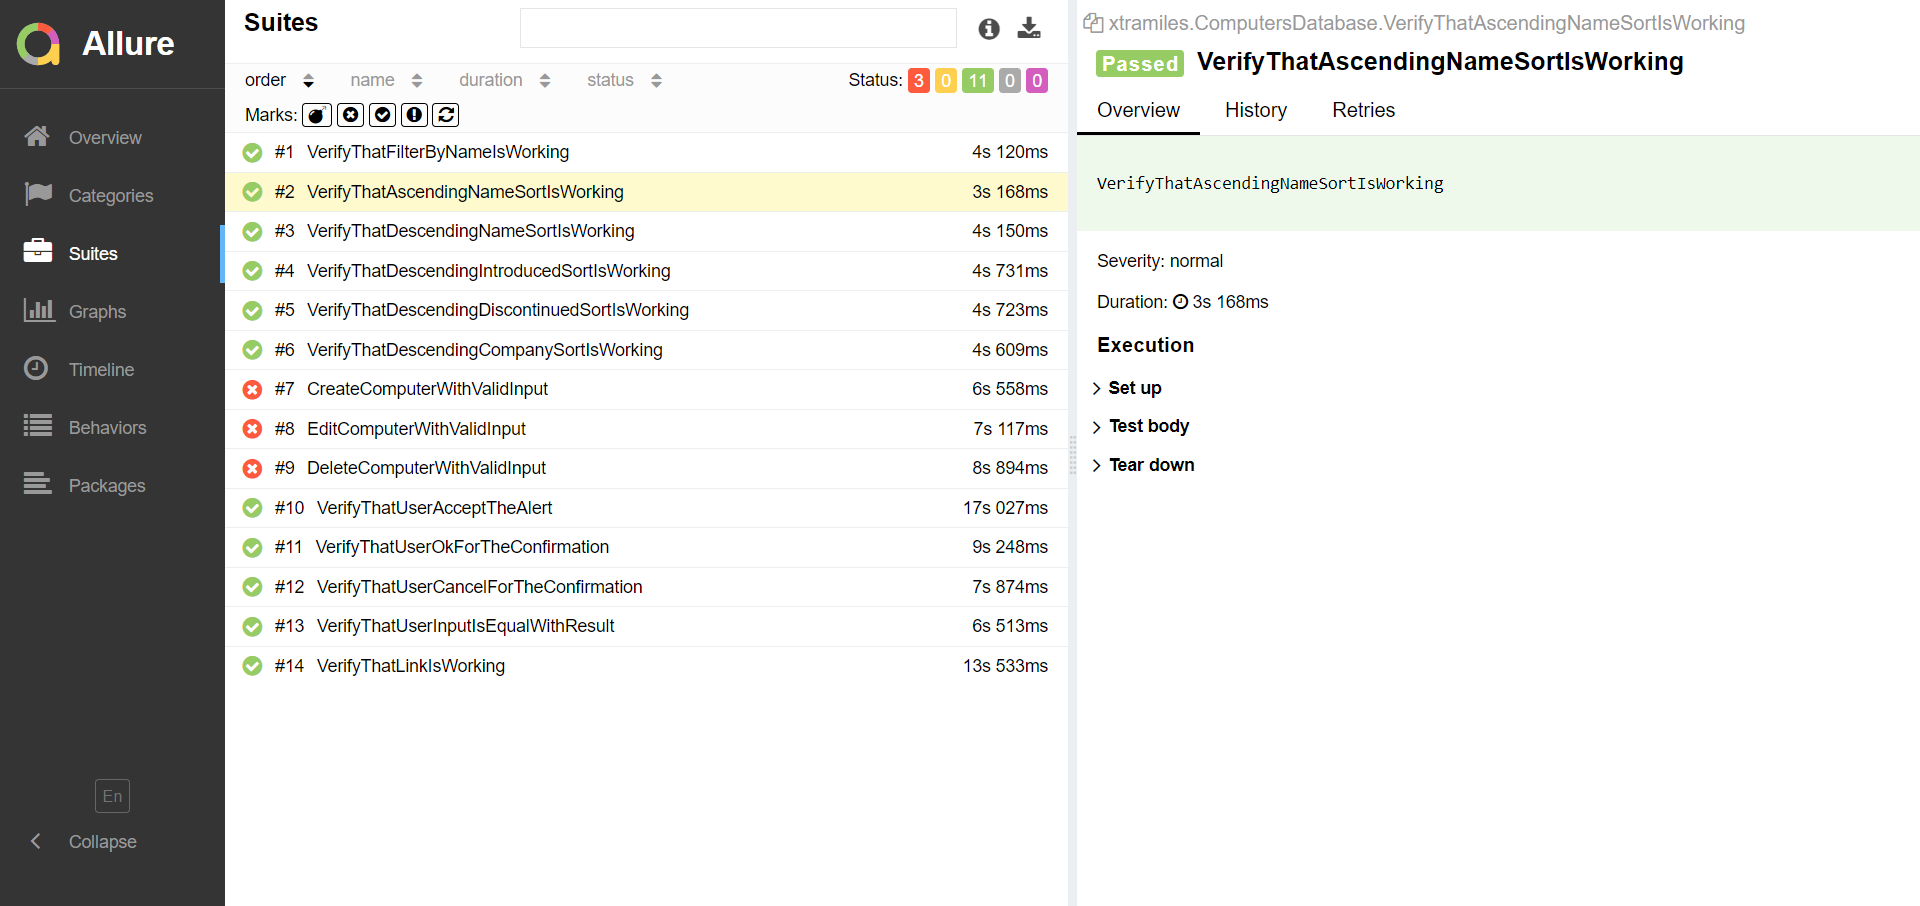 Allure
Overview
Categories
Suites
Graphs
Timeline
Behaviors
Packages
En
Collapse
Suites
order name duration status Status: 3 0 11 0 0
Marks:
#1 VerifyThatFilterByNameIsWorking 4s 120ms
#2 VerifyThatAscendingNameSortIsWorking 3s 168ms
#3 VerifyThatDescendingNameSortIsWorking 4s 150ms
#4 VerifyThatDescendingIntroducedSortIsWorking 4s 731ms
#5 VerifyThatDescendingDiscontinuedSortIsWorking 4s 723ms
#6 VerifyThatDescendingCompanySortIsWorking 4s 609ms
#7 CreateComputerWithValidInput 6s 558ms
#8 EditComputerWithValidInput 7s 117ms
#9 DeleteComputerWithValidInput 8s 894ms
#10 VerifyThatUserAcceptTheAlert 17s 027ms
#11 VerifyThatUserOkForTheConfirmation 9s 248ms
#12 VerifyThatUserCancelForTheConfirmation 7s 874ms
#13 VerifyThatUserInputIsEqualWithResult 6s 513ms
#14 VerifyThatLinkIsWorking 13s 533ms
xtramiles.ComputersDatabase.VerifyThatAscendingNameSortIsWorking
Passed VerifyThatAscendingNameSortIsWorking
Overview History Retries
VerifyThatAscendingNameSortIsWorking
Severity: normal
Duration: 3s 168ms
Execution
Set up
Test body
Tear down